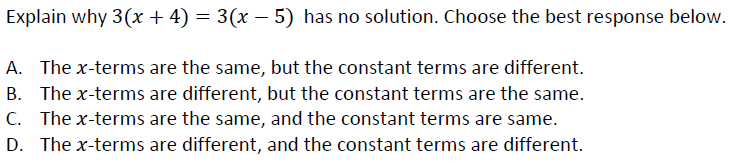 Explain why 3(x + 4) = 3(x − 5) has no solution. Choose the best response below.
A. The x-terms are the same, but the constant terms are different.
B. The x-terms are different, but the constant terms are the same.
C. The x-terms are the same, and the constant terms are same.
D. The x-terms are different, and the constant terms are different.